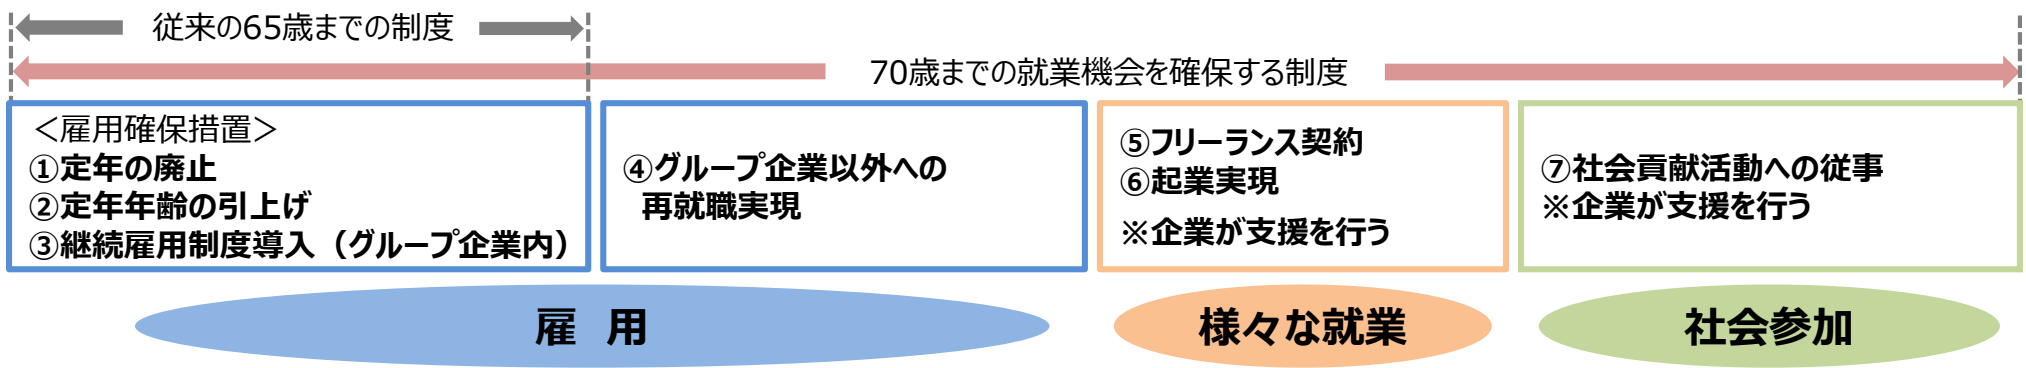 従来の65歳までの制度
70歳までの就業機会を確保する制度
＜雇用確保措置＞
①定年の廃止
②定年年齢の引上げ
③継続雇用制度導入（グループ企業内）
④グループ企業以外への
再就職実現
⑤フリーランス契約
⑥起業実現
※企業が支援を行う
⑦社会貢献活動への従事
※企業が支援を行う
雇 用
様々な就業
社会参加